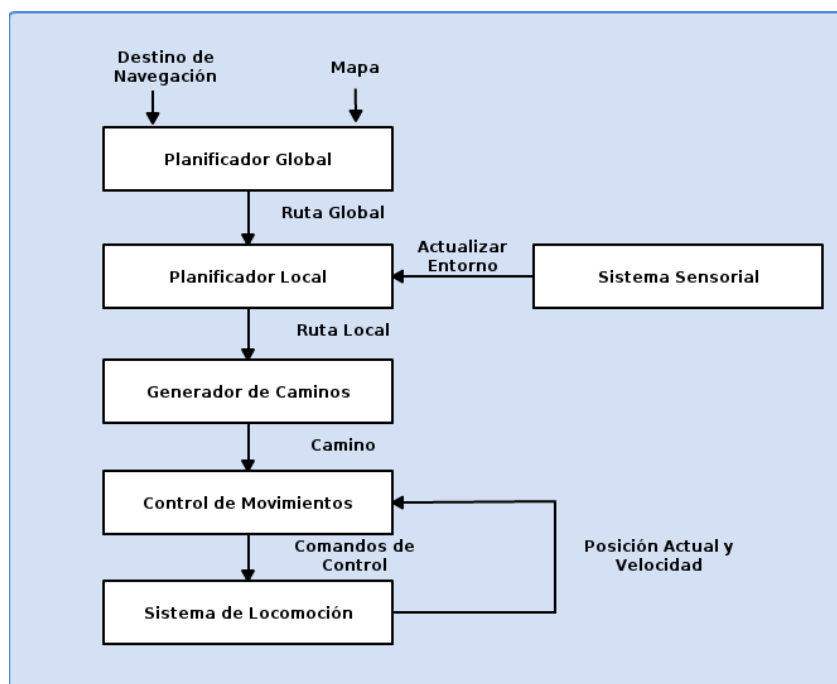 Destino de
Navegación
Mapa
Planificador Global
Ruta Global
Actualizar
Entorno
Planificador Local
Sistema Sensorial
Ruta Local
Generador de Caminos
Camino
Control de Movimientos
Comandos de
Control
Posición Actual y
Velocidad
Sistema de Locomoción